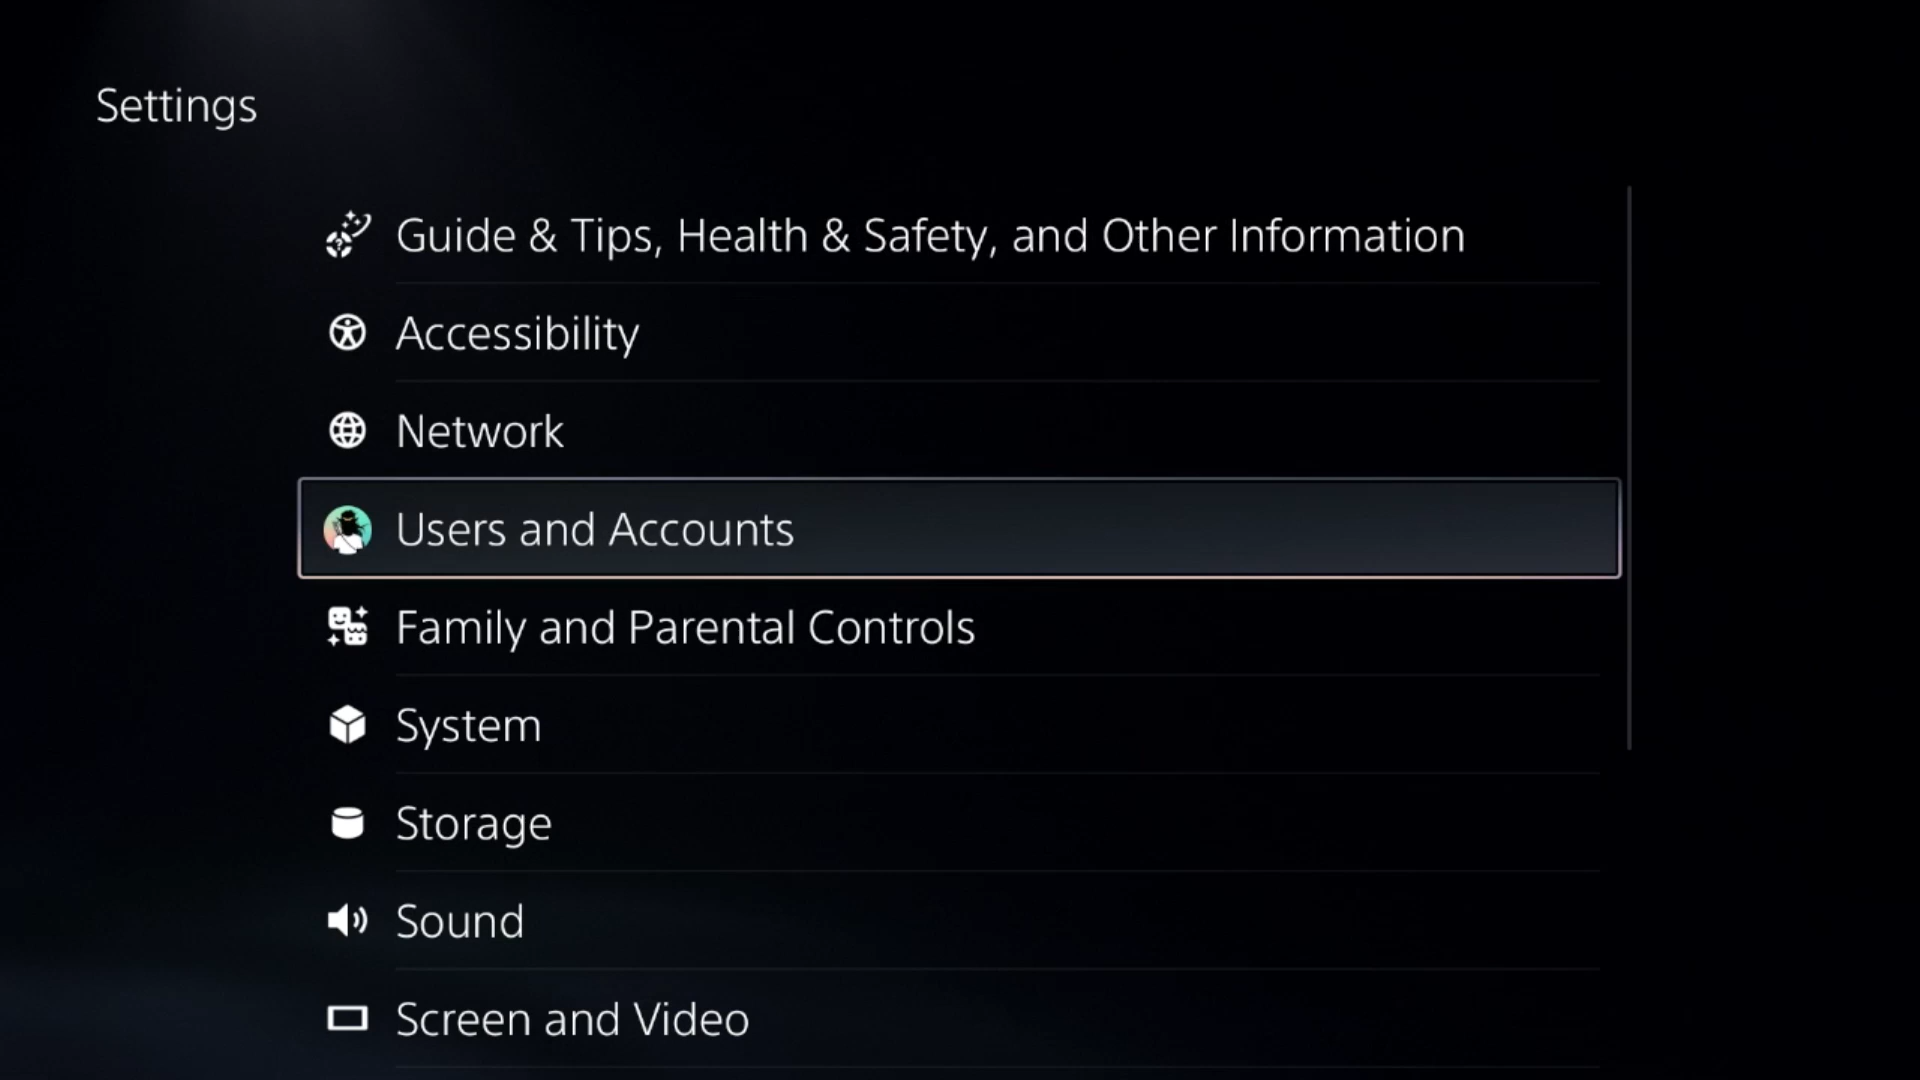 Settings
Guide & Tips, Health & Safety, and Other Information
Accessibility
Network
Users and Accounts
Family and Parental Controls
System
Storage
Sound
Screen and Video